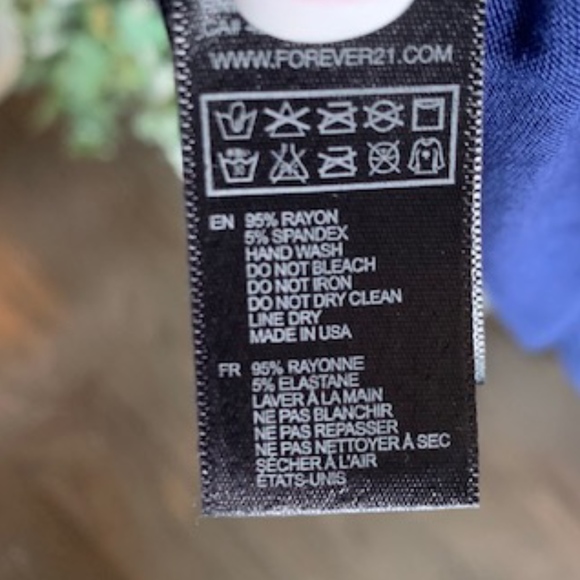 CA#
WWW.FOREVER21.COM
EN 95% RAYON
5% SPANDEX
HAND WASH
DO NOT BLEACH
DO NOT IRON
DO NOT DRY CLEAN
LINE DRY
MADE IN USA
FR 95% RAYONNE
5% ELASTANE
LAVER À LA MAIN
NE PAS BLANCHIR
NE PAS REPASSER
NE PAS NETTOYER À SEC
SÉCHER À L'AIR
ÉTATS-UNIS